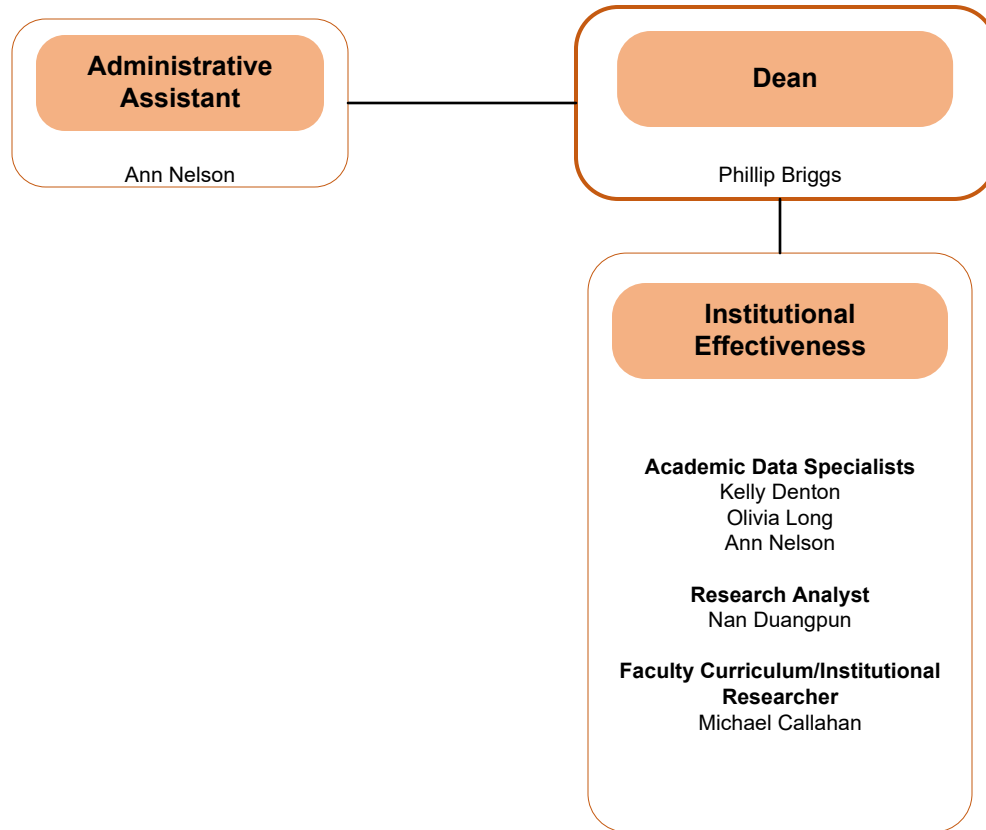 Administrative
Assistant
Ann Nelson
Dean
Phillip Briggs
Institutional
Effectiveness
Academic Data Specialists
Kelly Denton
Olivia Long
Ann Nelson
Research Analyst
Nan Duangpun
Faculty Curriculum/Institutional
Researcher
Michael Callahan